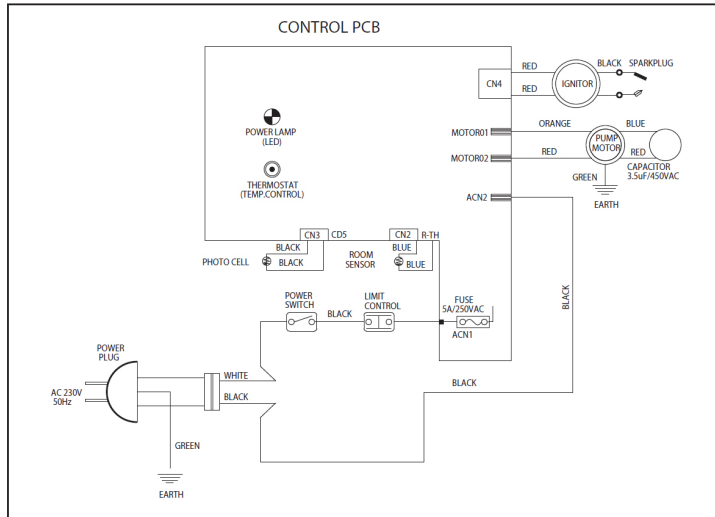 CONTROL PCB
RED
BLACK
SPARKPLUG
CN4
IGNITOR
RED
POWER LAMP
(LED)
MOTOR01
ORANGE
PUMP
MOTOR
BLUE
MOTOR02
RED
RED
CAPACITOR
3.5uF/450VAC
THERMOSTAT
(TEMP.CONTROL)
GREEN
EARTH
ACN2
CN3
CD5
CN2
R-TH
BLACK
BLUE
PHOTO CELL
BLACK
ROOM
SENSOR
BLUE
POWER
SWITCH
BLACK
LIMIT
CONTROL
FUSE
5A/250VAC
ACN1
BLACK
POWER
PLUG
AC 230V
50Hz
WHITE
BLACK
BLACK
GREEN
EARTH